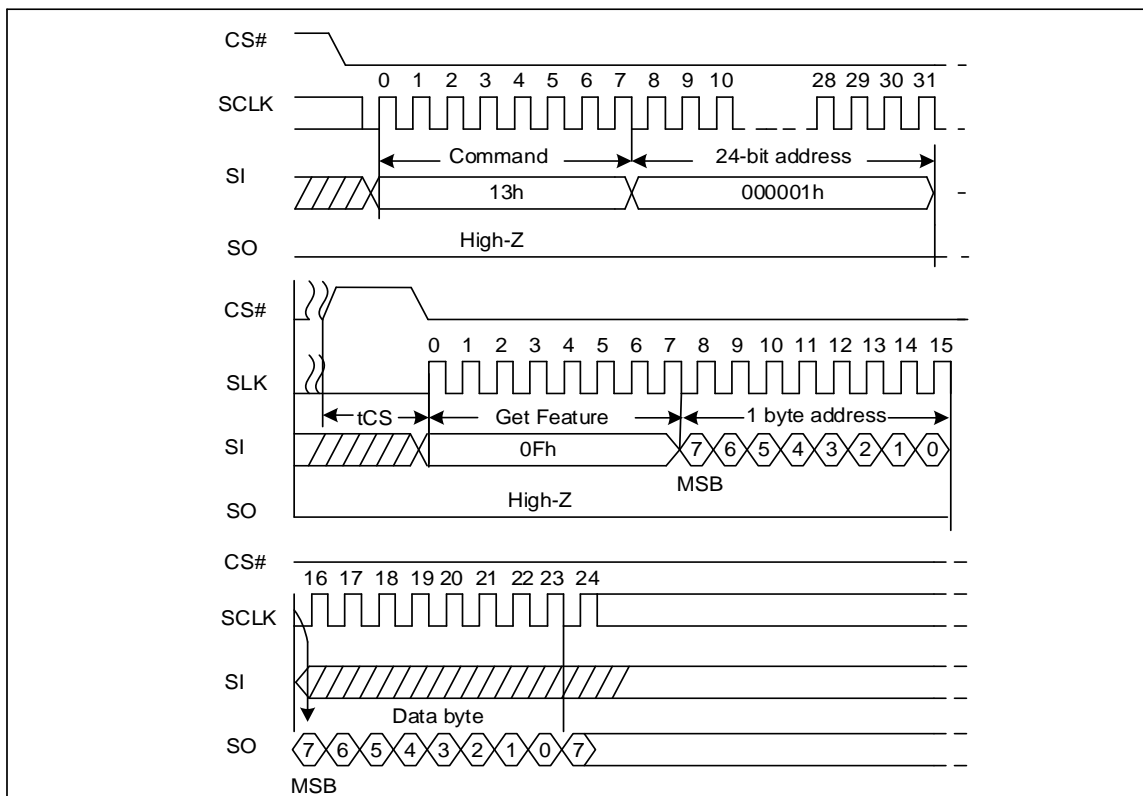 CS#
0 1 2 3 4 5 6 7 8 9 10 28 29 30 31
SCLK
Command 24-bit address
SI
13h 000001h
High-Z
SO
CS#
0 1 2 3 4 5 6 7 8 9 10 11 12 13 14 15
SLK
tCS Get Feature 1 byte address
SI
0Fh 7 6 5 4 3 2 1 0
MSB
High-Z
SO
CS#
16 17 18 19 20 21 22 23 24
SCLK
SI
Data byte
SO 7 6 5 4 3 2 1 0 7
MSB